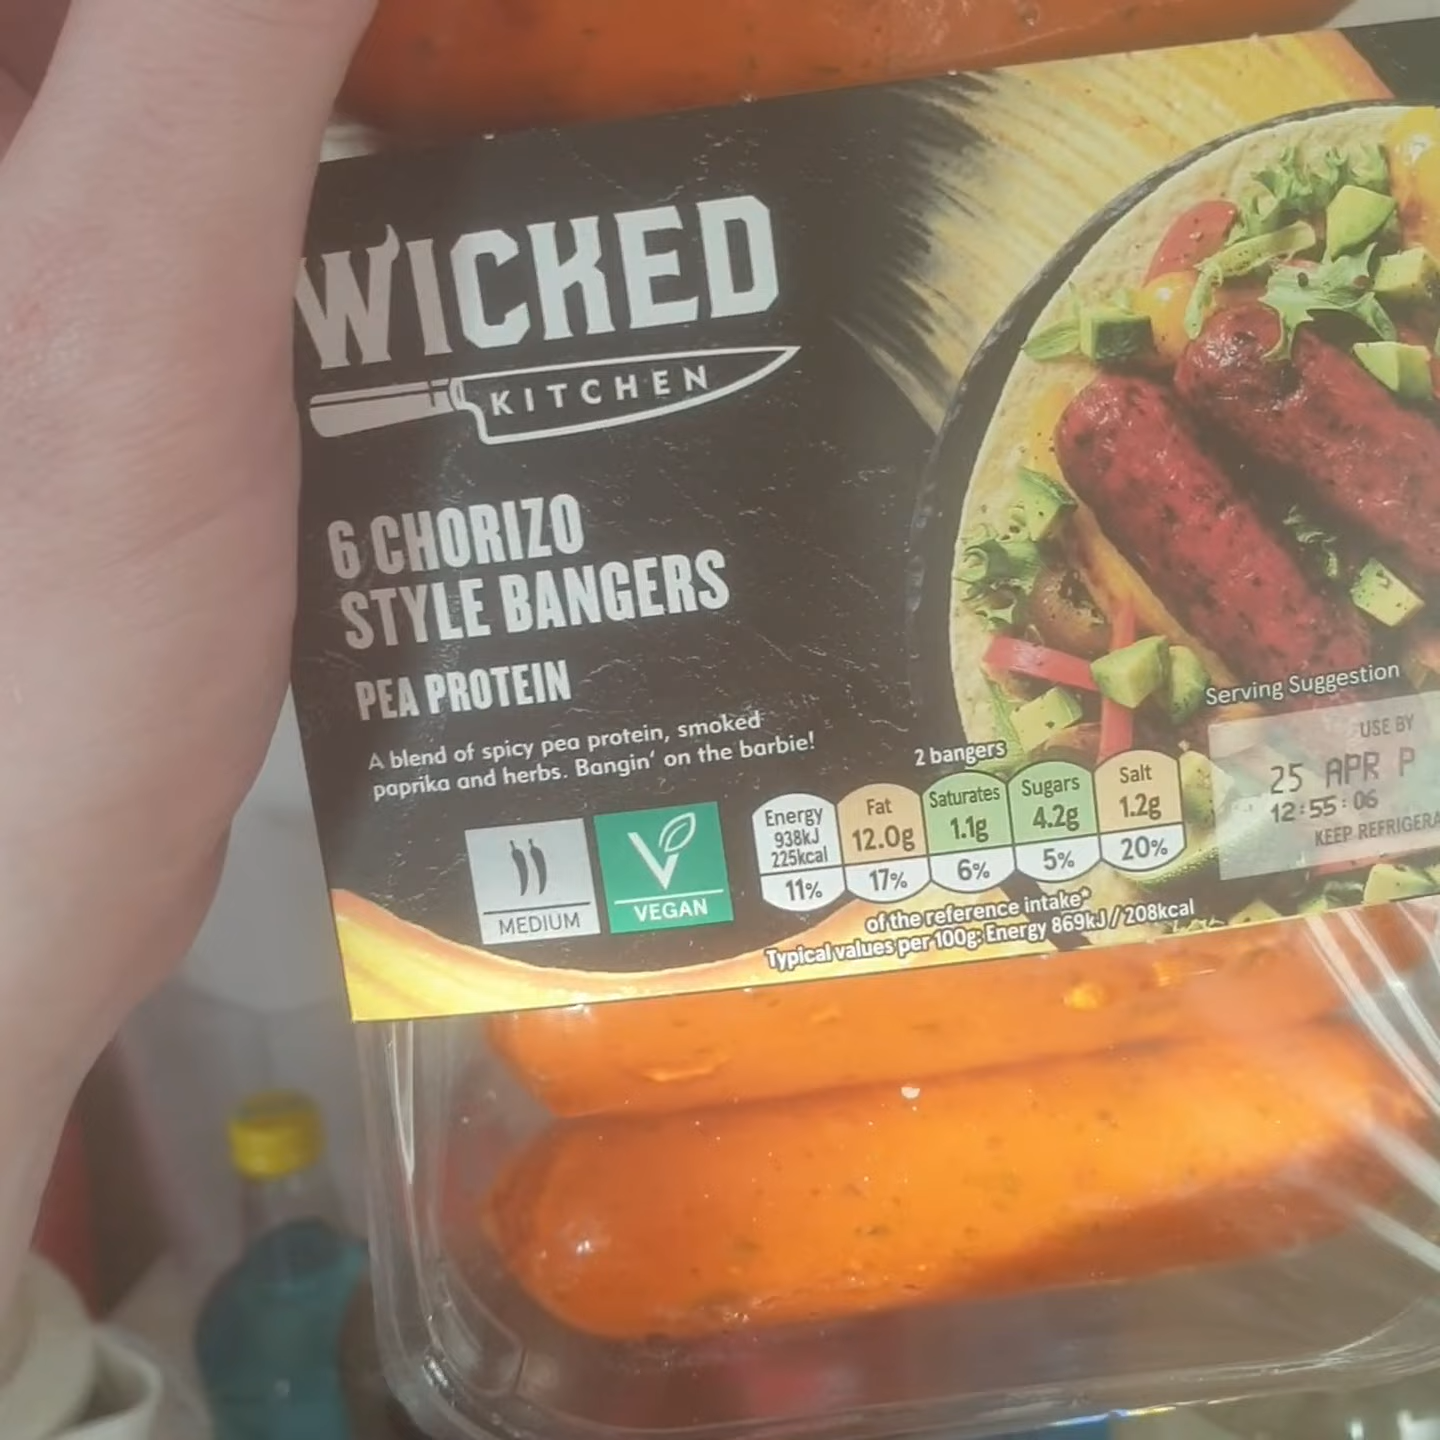 WICKED
KITCHEN
6 CHORIZO
STYLE BANGERS
PEA PROTEIN
A blend of spicy pea protein, smoked
paprika and herbs. Bangin' on the barbie!
MEDIUM
V
VEGAN
2 bangers
Energy
938kJ
225kcal
11%
Fat
12.0g
17%
Saturates
1.1g
6%
Sugars
4.2g
5%
Salt
1.2g
20%
of the reference intake*
Typical values per 100g: Energy 869kJ / 208kcal
Serving Suggestion
USE BY
25 APR P
12:55:06
KEEP REFRIGERA